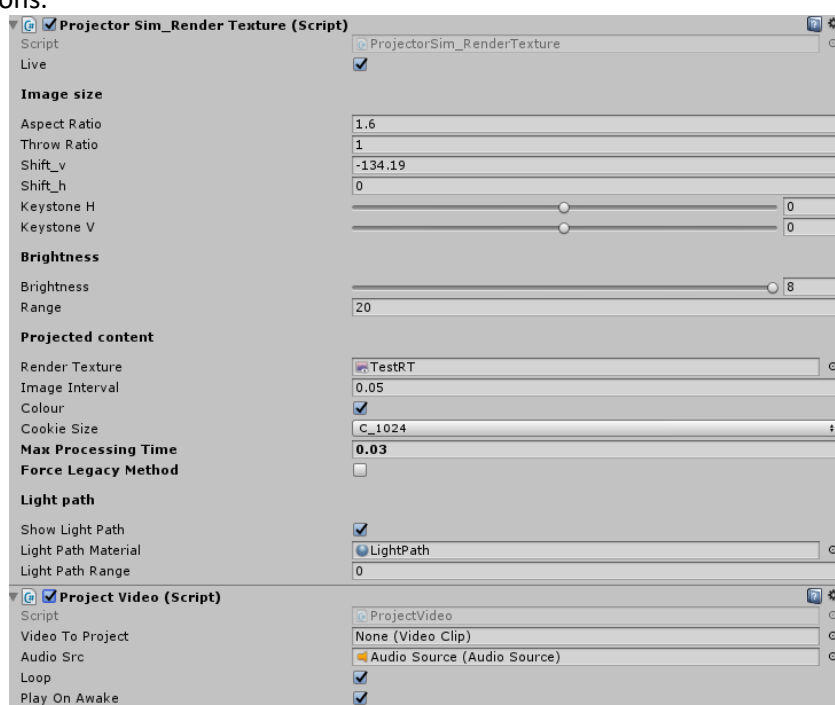 ons.
Projector Sim_Render Texture (Script)
Script ProjectorSim_RenderTexture
Live
Image size
Aspect Ratio 1.6
Throw Ratio 1
Shift_v -134.19
Shift_h 0
Keystone H 0
Keystone V 0
Brightness
Brightness 8
Range 20
Projected content
Render Texture TestRT
Image Interval 0.05
Colour
Cookie Size C_1024
Max Processing Time 0.03
Force Legacy Method
Light path
Show Light Path
Light Path Material LightPath
Light Path Range 0
Project Video (Script)
Script ProjectVideo
Video To Project None (Video Clip)
Audio Src Audio Source (Audio Source)
Loop
Play On Awake